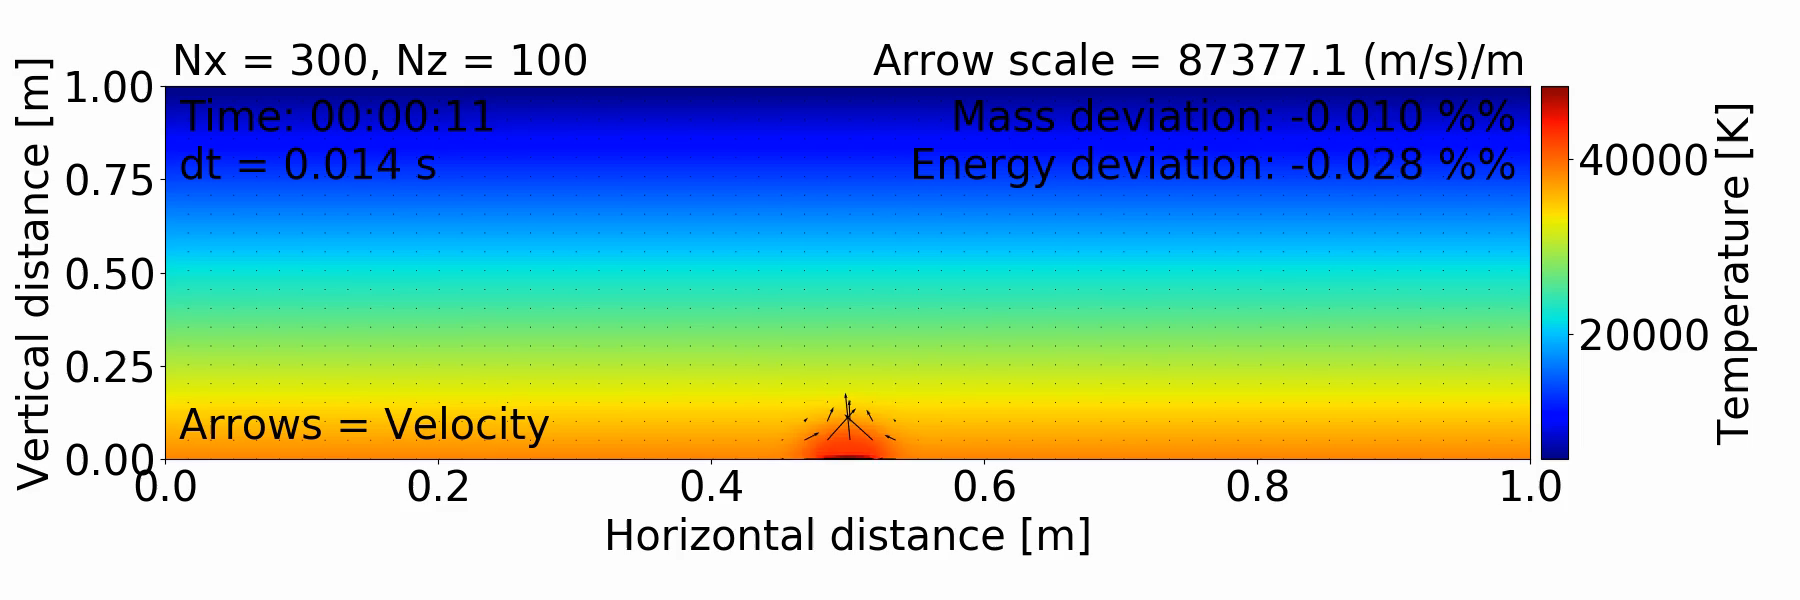 Nx = 300, Nz = 100
Arrow scale = 87377.1 (m/s)/m
Time: 00:00:11
dt = 0.014 s
Mass deviation: -0.010 %%
Energy deviation: -0.028 %%
Arrows = Velocity
Vertical distance [m]
1.00
0.75
0.50
0.25
0.00
0.0
0.2
0.4
0.6
0.8
1.0
Horizontal distance [m]
40000
20000
Temperature [K]